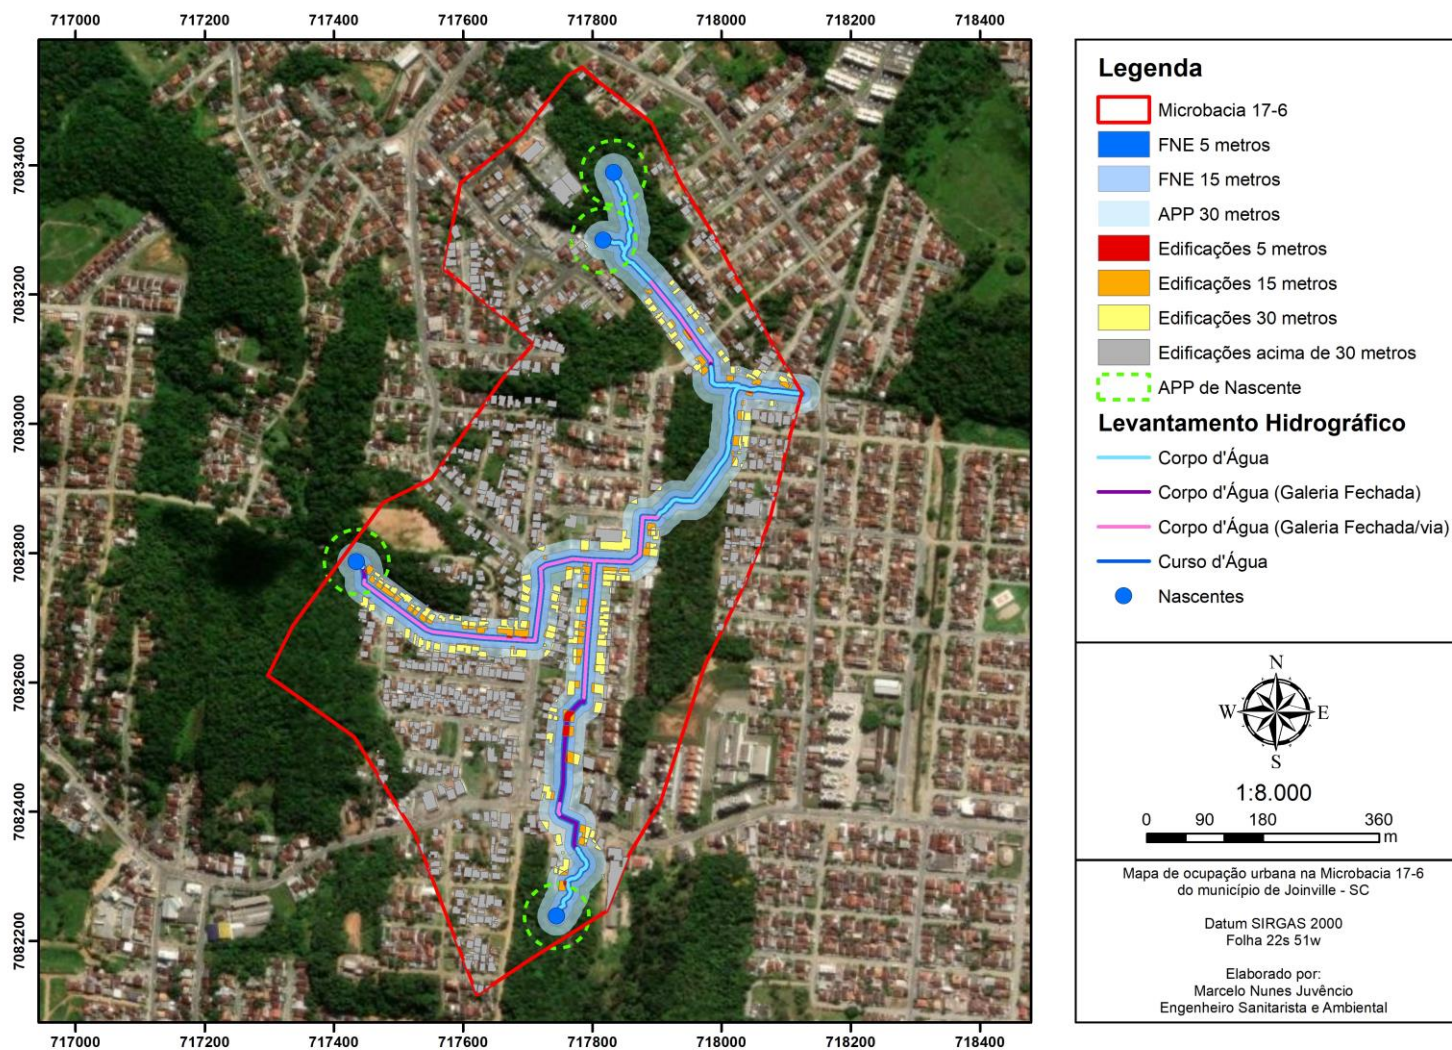 717000 717200 717400 717600 717800 718000 718200 718400
7083400
7083200
7083000
7082800
7082600
7082400
7082200
717000 717200 717400 717600 717800 718000 718200 718400
Legenda
Microbacia 17-6
FNE 5 metros
FNE 15 metros
APP 30 metros
Edificações 5 metros
Edificações 15 metros
Edificações 30 metros
Edificações acima de 30 metros
APP de Nascente
Levantamento Hidrográfico
Corpo d'Água
Corpo d'Água (Galeria Fechada)
Corpo d'Água (Galeria Fechada/via)
Curso d'Água
Nascentes
N
W E
S
1:8.000
0 90 180 360
m
Mapa de ocupação urbana na Microbacia 17-6
do município de Joinville - SC
Datum SIRGAS 2000
Folha 22s 51w
Elaborado por:
Marcelo Nunes Juvêncio
Engenheiro Sanitarista e Ambiental